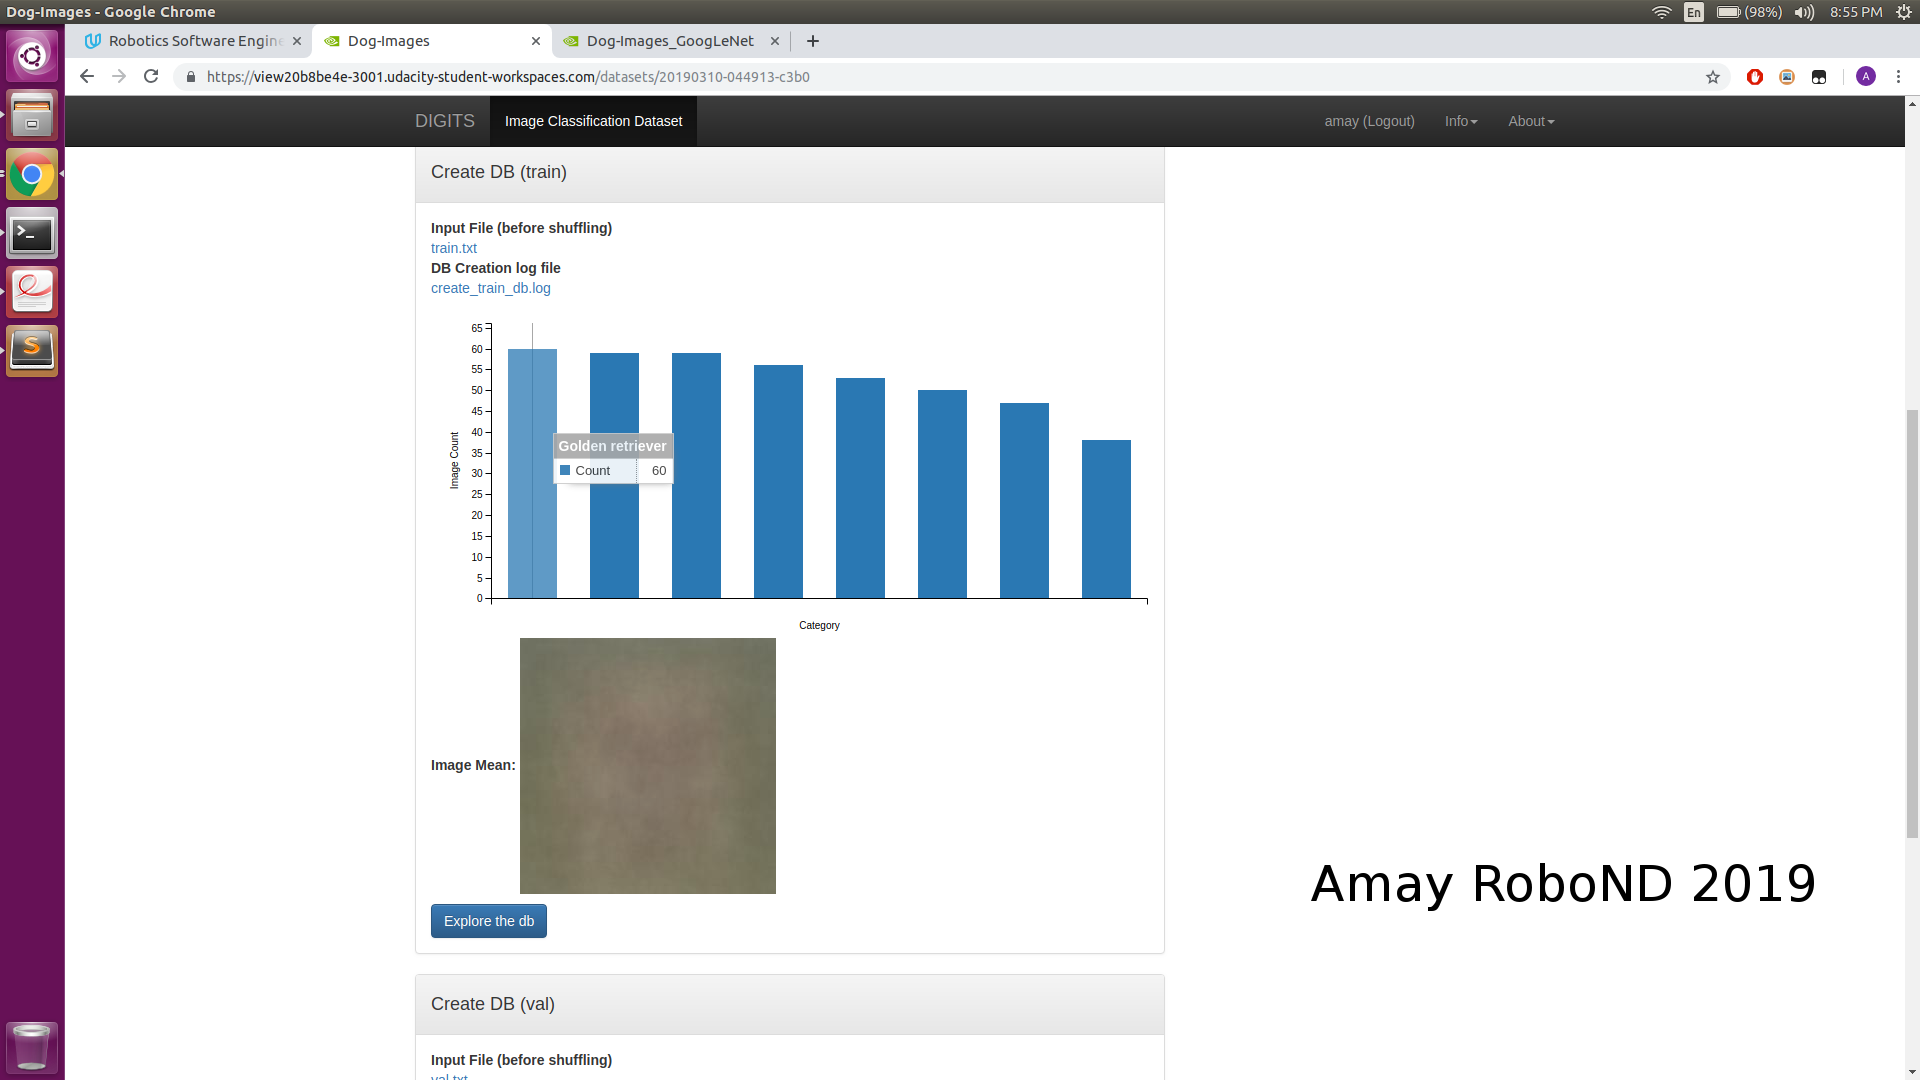 Dog-Images - Google Chrome
En (98%) 8:55 PM
Robotics Software Engine Dog-Images Dog-Images_GoogLeNet
https://view20b8be4e-3001.udacity-student-workspaces.com/datasets/20190310-044913-c3b0
A
DIGITS Image Classification Dataset amay (Logout) Info About
Create DB (train)
Input File (before shuffling)
train.txt
DB Creation log file
create_train_db.log
65
60
55
50
45
40
35
30
25
20
15
10
5
0
Image Count
Golden retriever
Count 60
Category
Image Mean:
Amay RoboND 2019
Explore the db
Create DB (val)
Input File (before shuffling)
val.txt